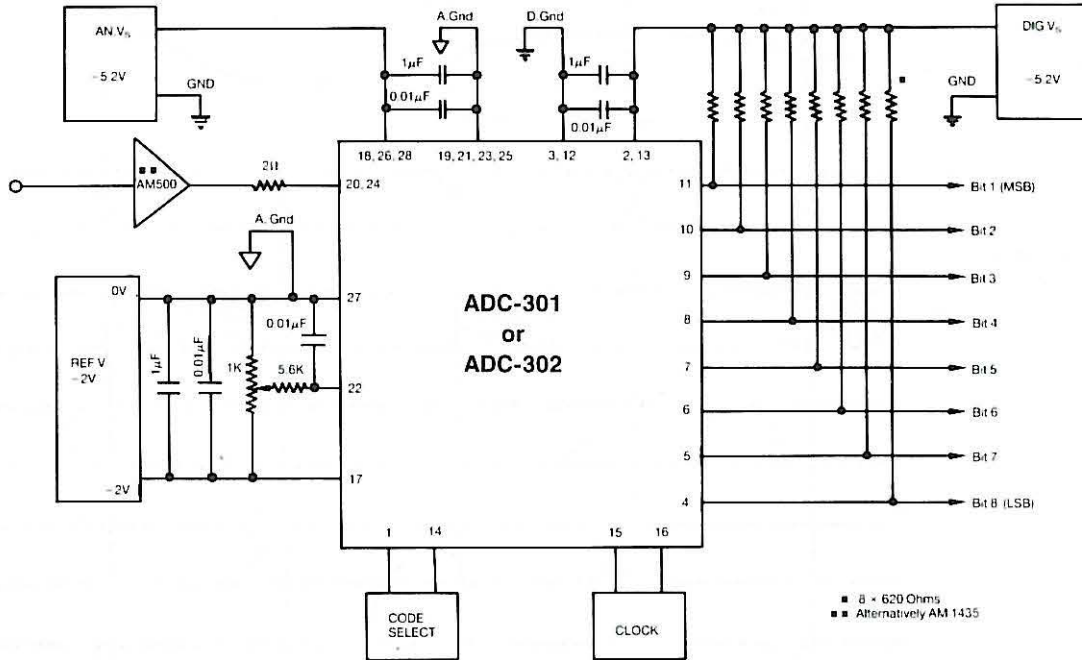 AN.V₅
−5.2V
GND
A.Gnd
1µF
0.01µF
D.Gnd
1µF
0.01µF
DIG.V₅
−5.2V
GND
18, 26, 28
19, 21, 23, 25
3, 12
2, 13
AM500
2Ω
20, 24
A.Gnd
REF V
−2V
0V
−2V
1µF
0.01µF
1K
5.6K
0.01µF
27
22
17
ADC-301
or
ADC-302
11
Bit 1 (MSB)
10
Bit 2
9
Bit 3
8
Bit 4
7
Bit 5
6
Bit 6
5
Bit 7
4
Bit 8 (LSB)
1
14
15
16
CODE
SELECT
CLOCK
■ 8 × 620 Ohms
■ ■ Alternatively AM 1435